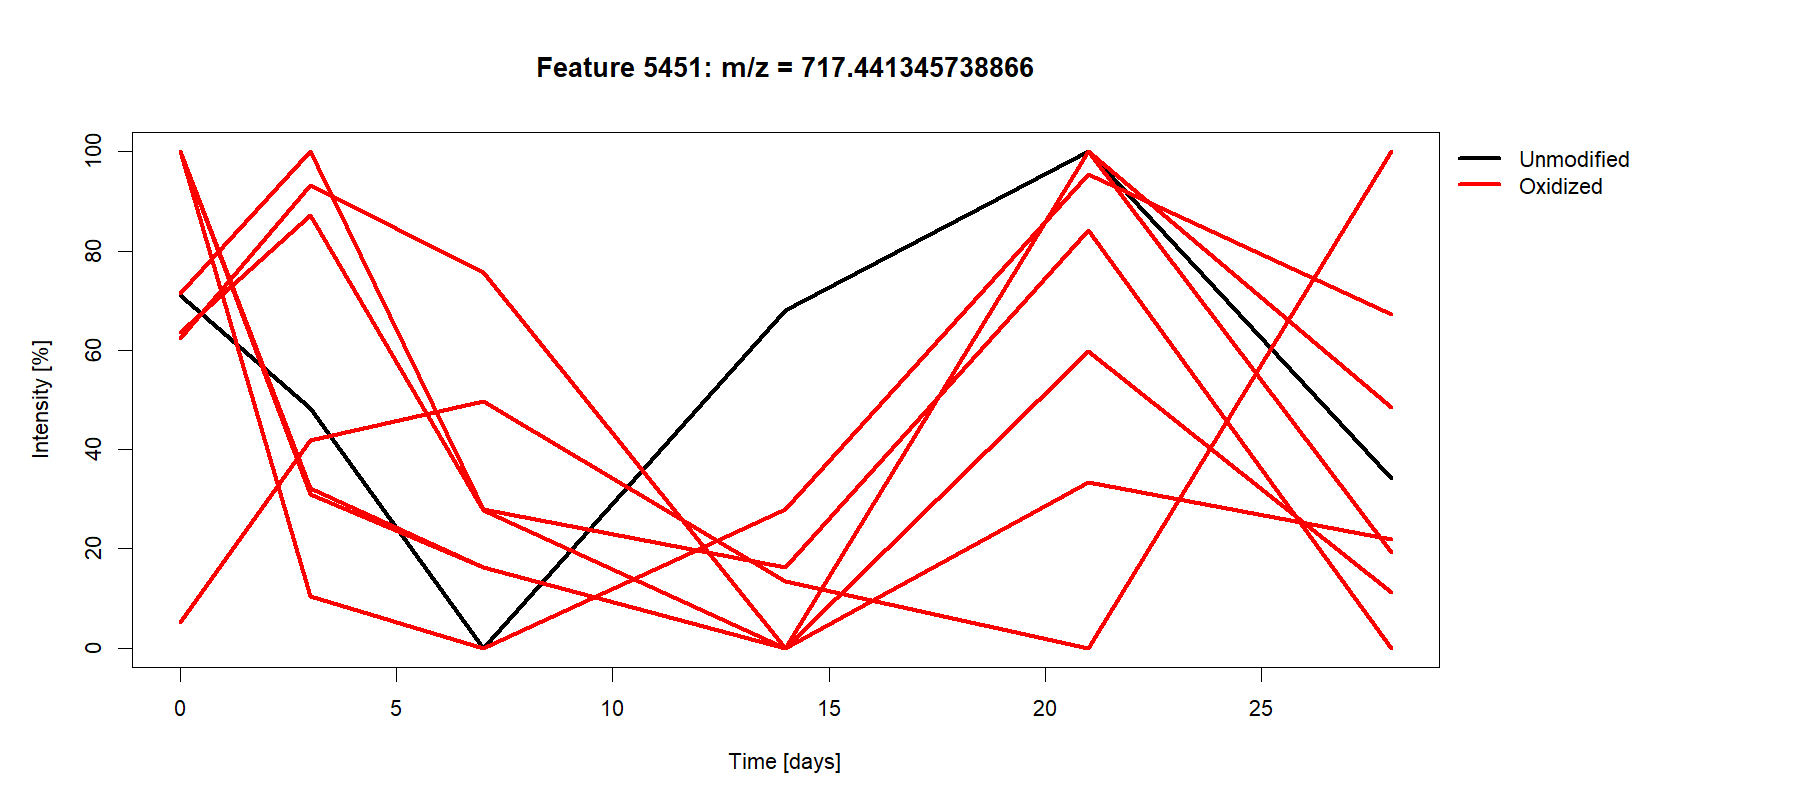 Feature 5451: m/z = 717.441345738866
Unmodified
Oxidized
Intensity [%]
100
80
60
40
20
0
0 5 10 15 20 25
Time [days]